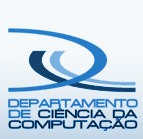 DEPARTAMENTO
DE CIÊNCIA DA
COMPUTAÇÃO